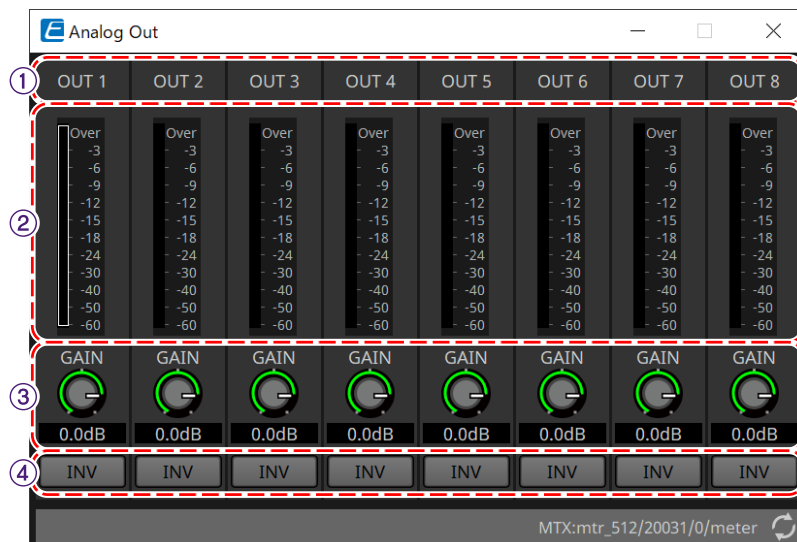 E Analog Out
① OUT 1 OUT 2 OUT 3 OUT 4 OUT 5 OUT 6 OUT 7 OUT 8
② Over Over Over Over Over Over Over Over
-3 -3 -3 -3 -3 -3 -3 -3
-6 -6 -6 -6 -6 -6 -6 -6
-9 -9 -9 -9 -9 -9 -9 -9
-12 -12 -12 -12 -12 -12 -12 -12
-15 -15 -15 -15 -15 -15 -15 -15
-18 -18 -18 -18 -18 -18 -18 -18
-24 -24 -24 -24 -24 -24 -24 -24
-30 -30 -30 -30 -30 -30 -30 -30
-40 -40 -40 -40 -40 -40 -40 -40
-50 -50 -50 -50 -50 -50 -50 -50
-60 -60 -60 -60 -60 -60 -60 -60
③ GAIN GAIN GAIN GAIN GAIN GAIN GAIN GAIN
0.0dB 0.0dB 0.0dB 0.0dB 0.0dB 0.0dB 0.0dB 0.0dB
④ INV INV INV INV INV INV INV INV
MTX:mtr_512/20031/0/meter